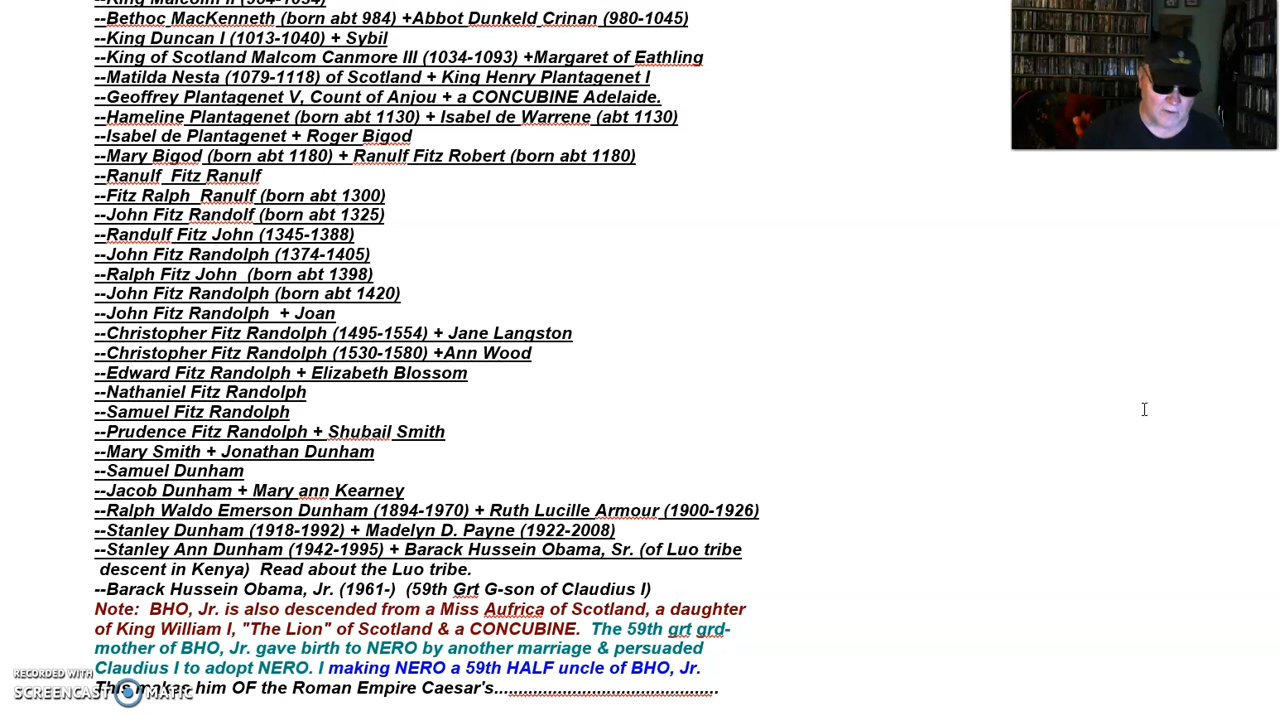 --King Malcolm II (984-1034)
--Bethoc MacKenneth (born abt 984) +Abbot Dunkeld Crinan (980-1045)
--King Duncan I (1013-1040) + Sybil
--King of Scotland Malcom Canmore III (1034-1093) +Margaret of Eathling
--Matilda Nesta (1079-1118) of Scotland + King Henry Plantagenet I
--Geoffrey Plantagenet V, Count of Anjou + a CONCUBINE Adelaide.
--Hameline Plantagenet (born abt 1130) + Isabel de Warrene (abt 1130)
--Isabel de Plantagenet + Roger Bigod
--Mary Bigod (born abt 1180) + Ranulf Fitz Robert (born abt 1180)
--Ranulf  Fitz Ranulf
--Fitz Ralph  Ranulf (born abt 1300)
--John Fitz Randolf (born abt 1325)
--Randulf Fitz John (1345-1388)
--John Fitz Randolph (1374-1405)
--Ralph Fitz John  (born abt 1398)
--John Fitz Randolph (born abt 1420)
--John Fitz Randolph  + Joan
--Christopher Fitz Randolph (1495-1554) + Jane Langston
--Christopher Fitz Randolph (1530-1580) +Ann Wood
--Edward Fitz Randolph + Elizabeth Blossom
--Nathaniel Fitz Randolph
--Samuel Fitz Randolph
--Prudence Fitz Randolph + Shubail Smith
--Mary Smith + Jonathan Dunham
--Samuel Dunham
--Jacob Dunham + Mary ann Kearney
--Ralph Waldo Emerson Dunham (1894-1970) + Ruth Lucille Armour (1900-1926)
--Stanley Dunham (1918-1992) + Madelyn D. Payne (1922-2008)
--Stanley Ann Dunham (1942-1995) + Barack Hussein Obama, Sr. (of Luo tribe
descent in Kenya)  Read about the Luo tribe.
--Barack Hussein Obama, Jr. (1961-)  (59th Grt G-son of Claudius I)
Note:  BHO, Jr. is also descended from a Miss Aufrica of Scotland, a daughter
of King William I, "The Lion" of Scotland & a CONCUBINE.  The 59th grt grd-
mother of BHO, Jr. gave birth to NERO by another marriage & persuaded
Claudius I to adopt NERO. I making NERO a 59th HALF uncle of BHO, Jr.
This makes him OF the Roman Empire Caesar's..........................................
RECORDED WITH
SCREENCAST MATIC